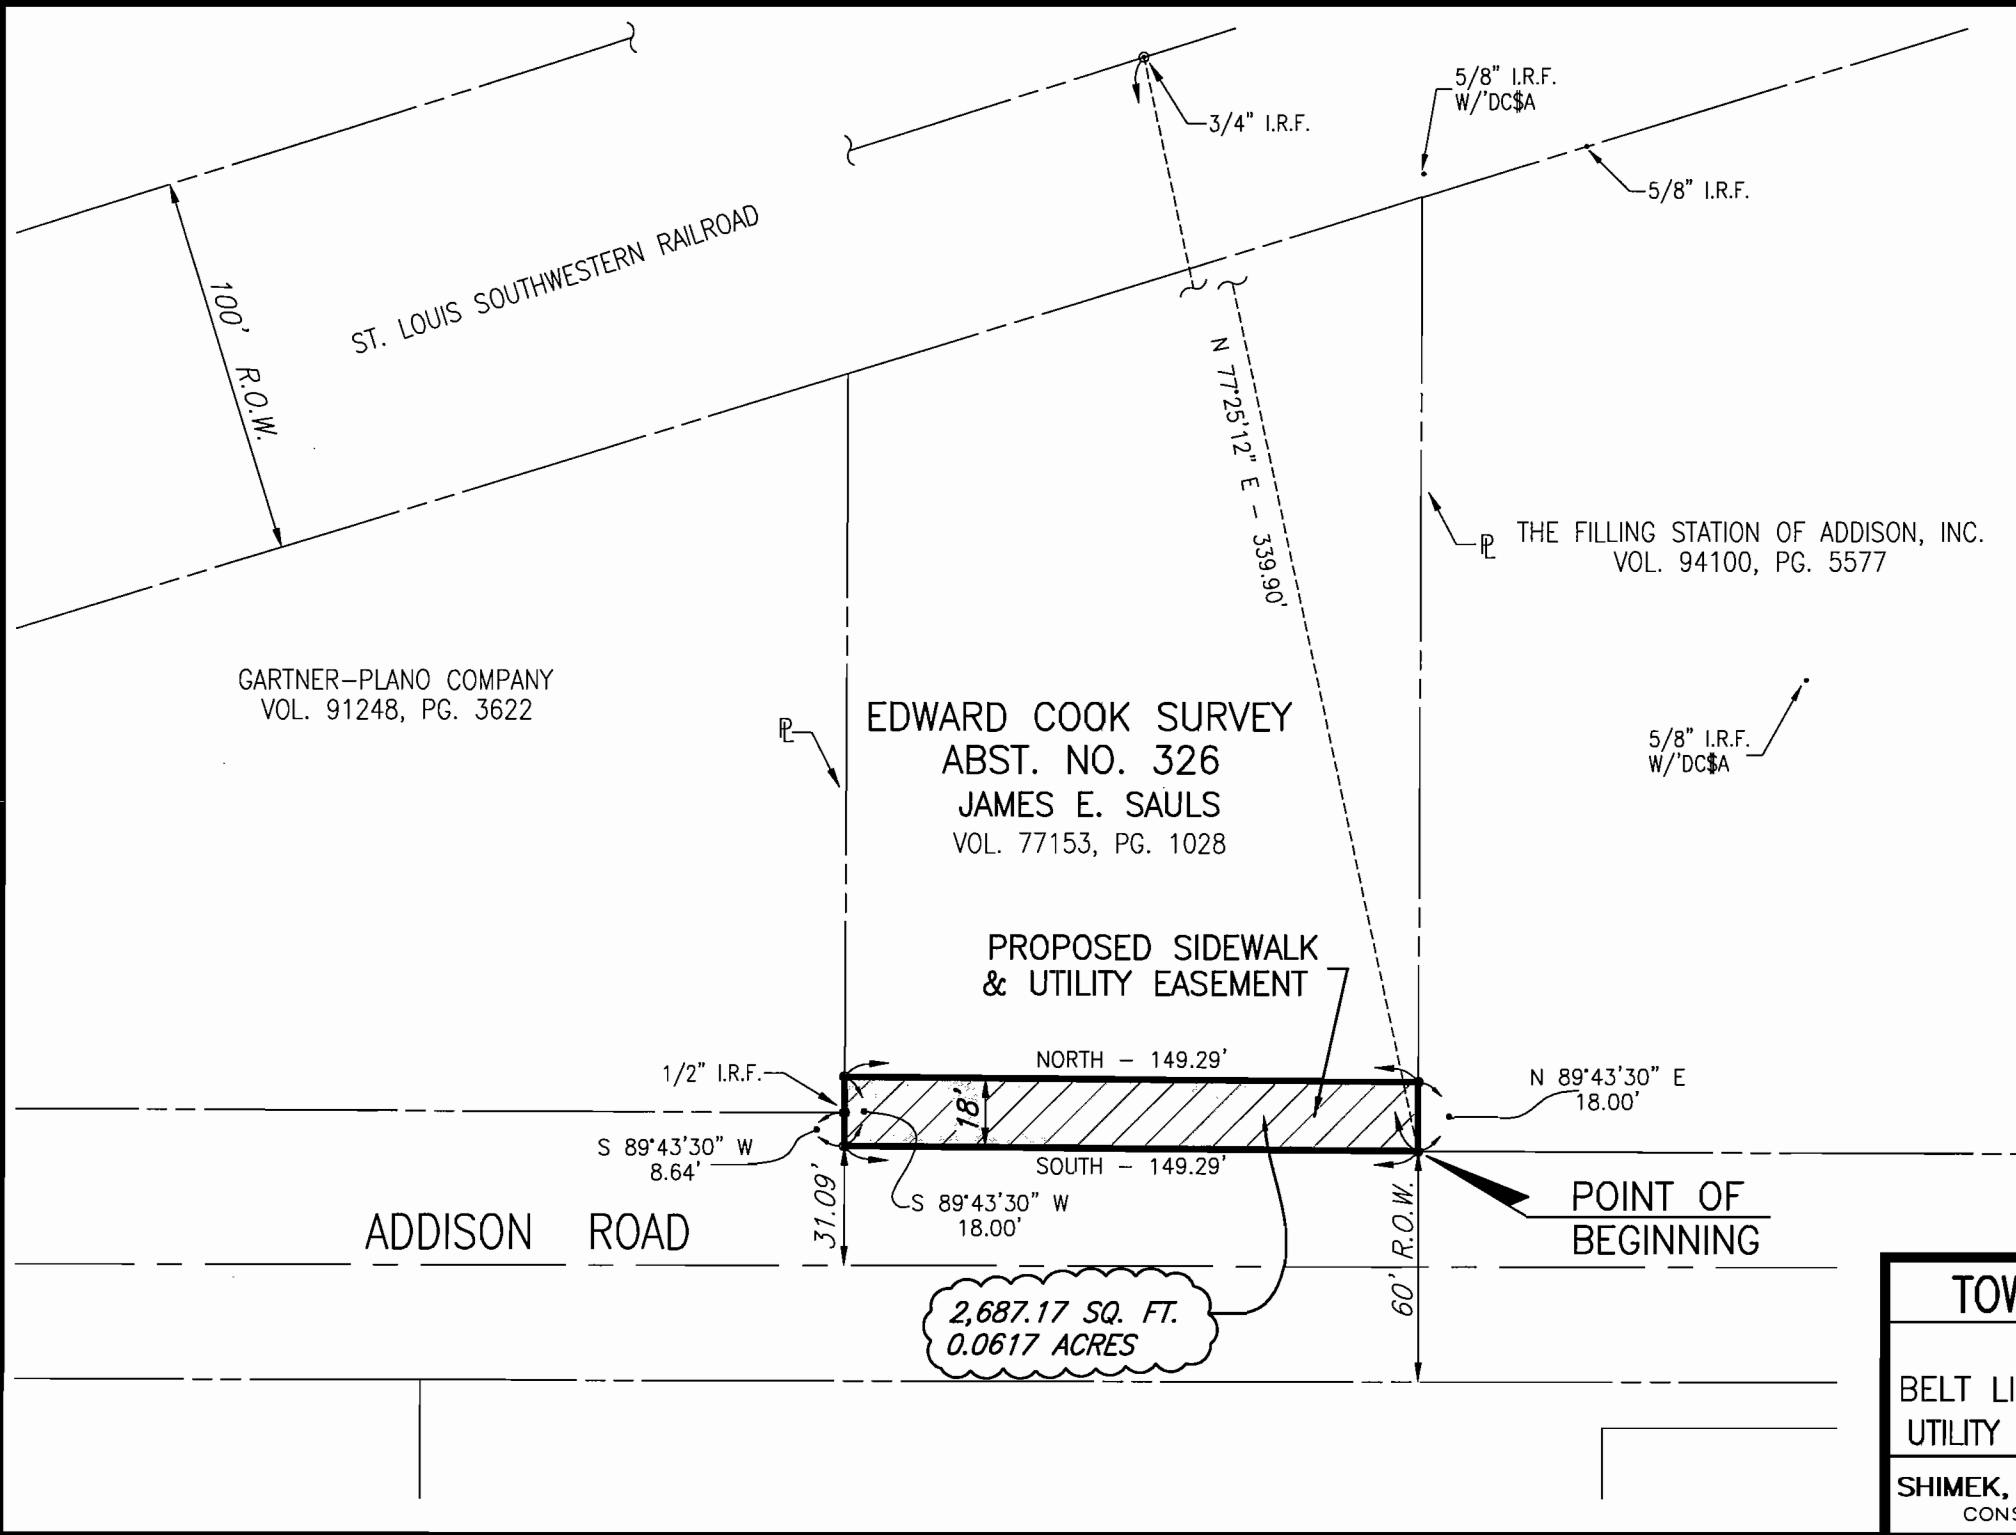 5/8" I.R.F.
W/'DC$A
3/4" I.R.F.
5/8" I.R.F.
ST. LOUIS SOUTHWESTERN RAILROAD
100' R.O.W.
N 77°25'12" E - 339.90'
℄ THE FILLING STATION OF ADDISON, INC.
VOL. 94100, PG. 5577
GARTNER-PLANO COMPANY
VOL. 91248, PG. 3622
℄
EDWARD COOK SURVEY
ABST. NO. 326
JAMES E. SAULS
VOL. 77153, PG. 1028
5/8" I.R.F.
W/'DC$A
PROPOSED SIDEWALK
& UTILITY EASEMENT
NORTH - 149.29'
1/2" I.R.F.
18'
N 89°43'30" E
18.00'
S 89°43'30" W
8.64'
SOUTH - 149.29'
S 89°43'30" W
18.00'
31.09'
60' R.O.W.
POINT OF
BEGINNING
ADDISON ROAD
2,687.17 SQ. FT.
0.0617 ACRES
TOW
BELT LI
UTILITY
SHIMEK,
CONS